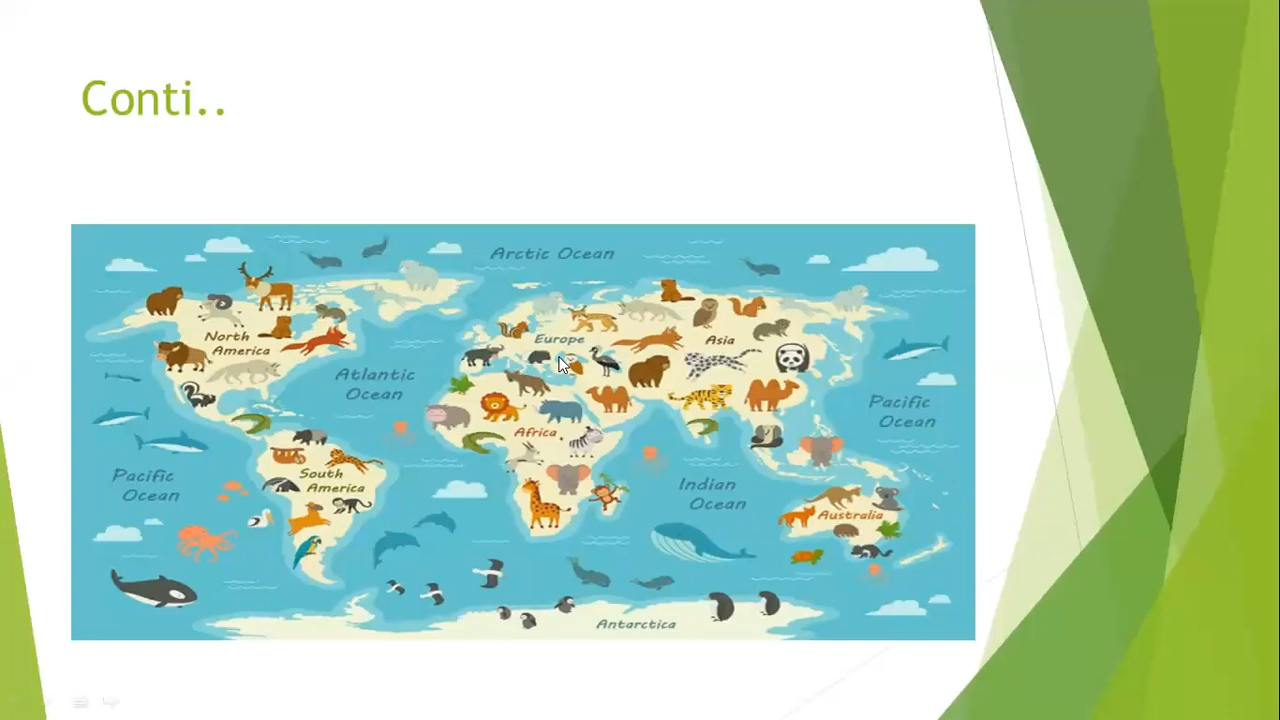 Conti..
Arctic Ocean
North
America
Europe
Asia
Atlantic
Ocean
Pacific
Ocean
Africa
South
America
Pacific
Ocean
Indian
Ocean
Australia
Antarctica